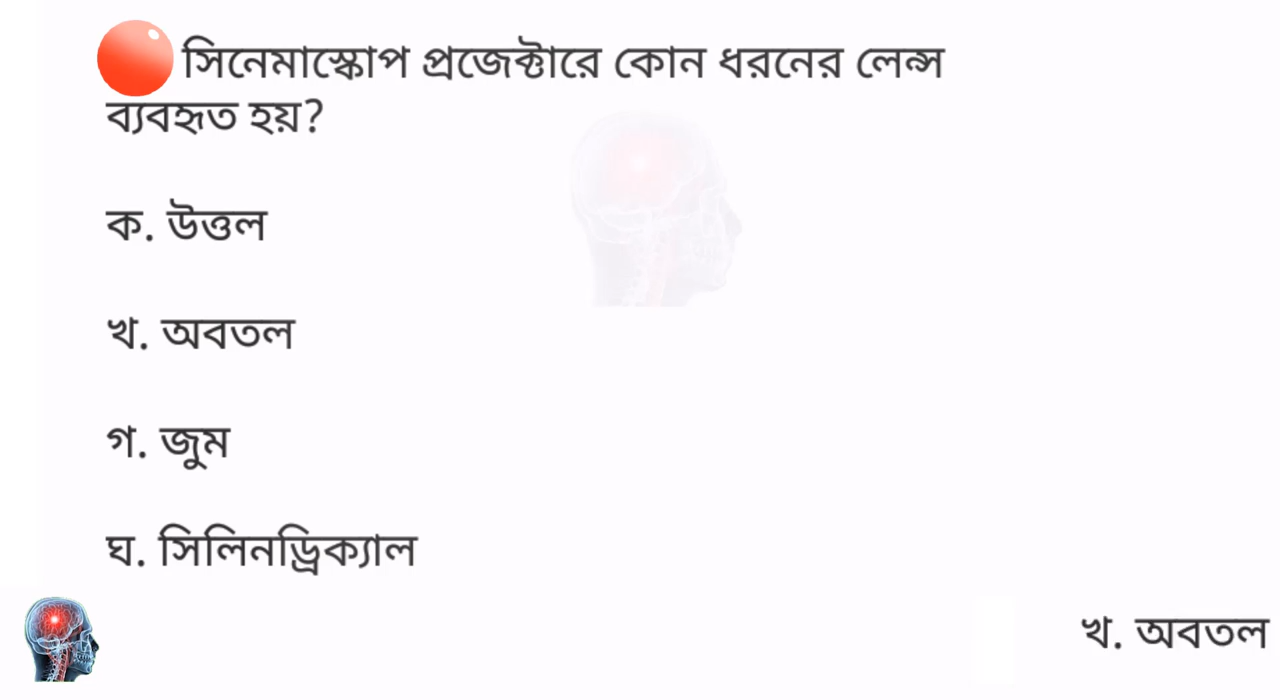 সিনেমাস্কোপ প্রজেক্টারে কোন ধরনের লেন্স
ব্যবহৃত হয়?
ক. উত্তল
খ. অবতল
গ. জুম
ঘ. সিলিনড্রিক্যাল
খ. অবতল